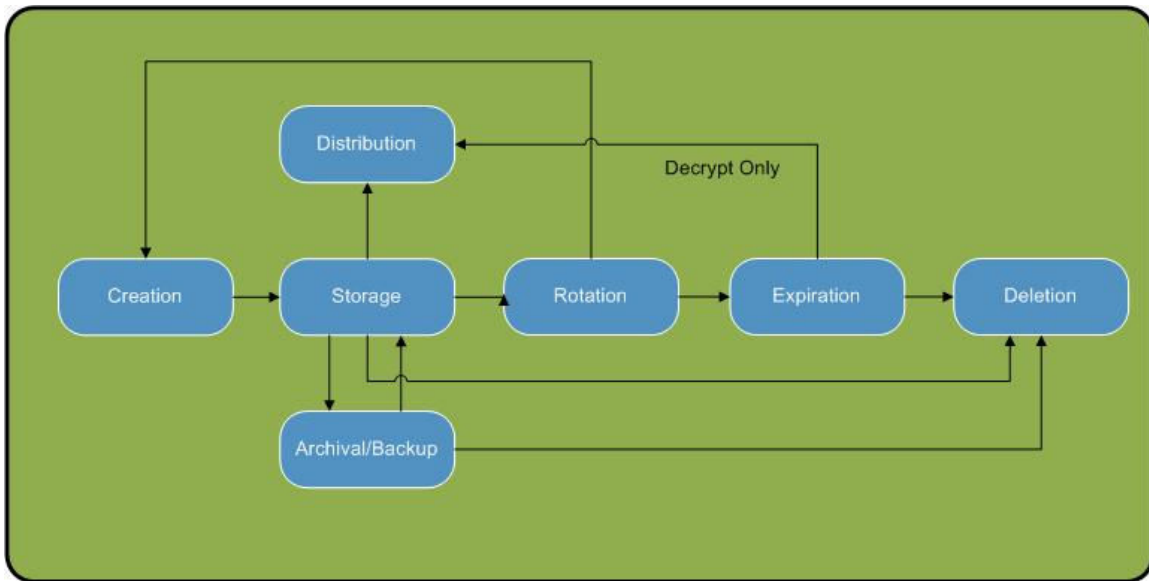 Distribution
Decrypt Only
Creation
Storage
Rotation
Expiration
Deletion
Archival/Backup